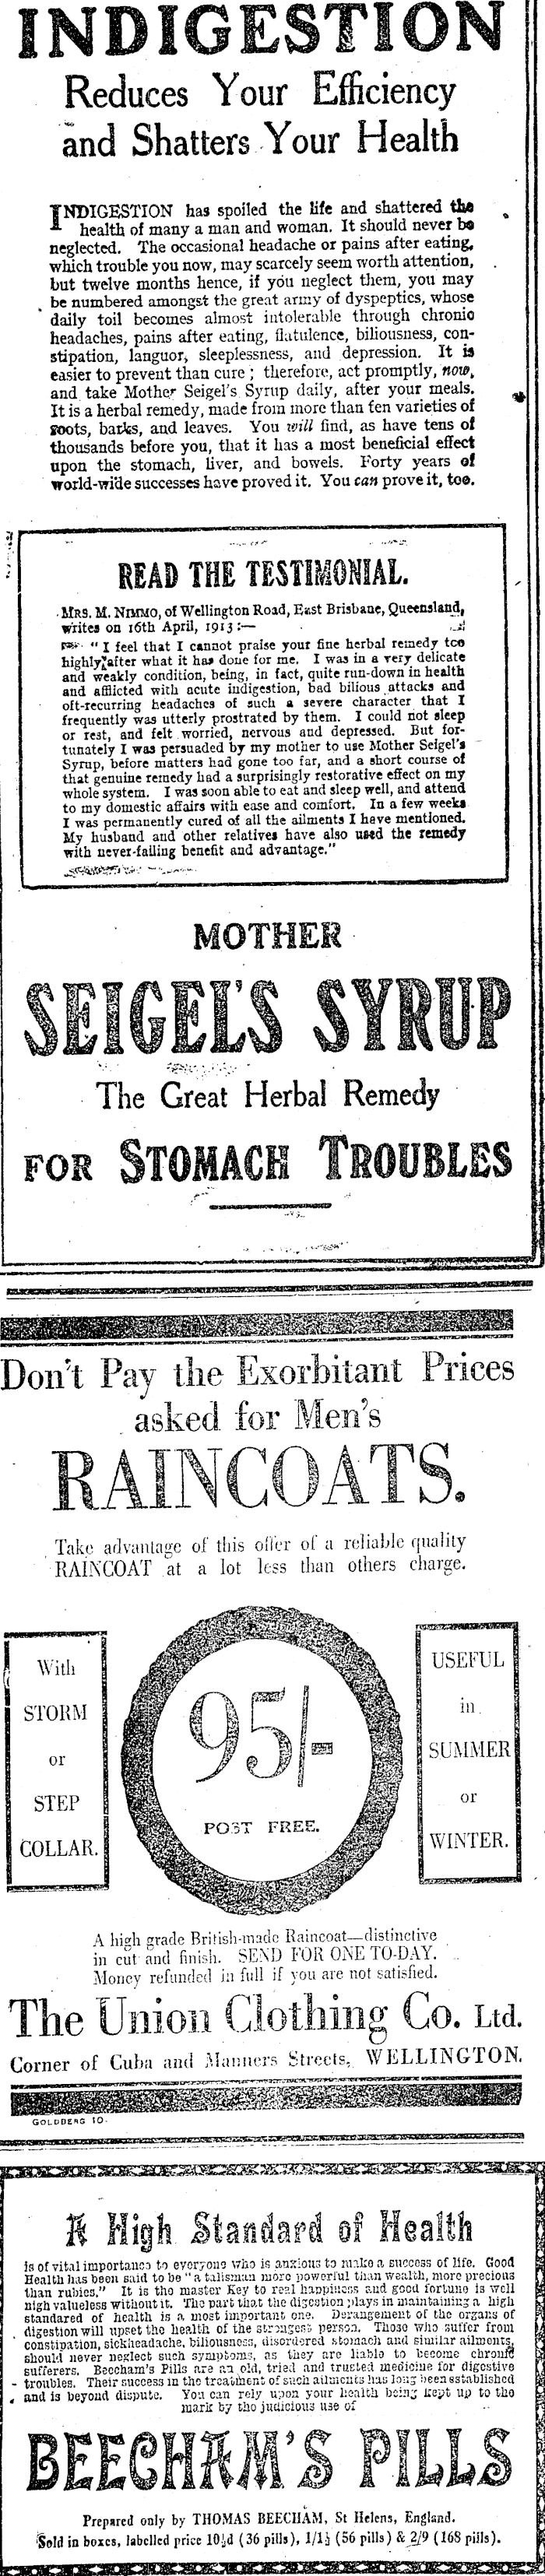 INDIGESTION
Reduces Your Efficiency
and Shatters Your Health
INDIGESTION has spoiled the life and shattered the
health of many a man and woman. It should never be
neglected. The occasional headache or pains after eating,
which trouble you now, may scarcely seem worth attention,
but twelve months hence, if you neglect them, you may
be numbered amongst the great army of dyspeptics, whose
daily toil becomes almost intolerable through chronic
headaches, pains after eating, flatulence, biliousness, con-
stipation, languor, sleeplessness, and depression. It is
easier to prevent than cure; therefore, act promptly, now,
and take Mother Seigel's Syrup daily, after your meals.
It is a herbal remedy, made from more than ten varieties of
roots, barks, and leaves. You will find, as have tens of
thousands before you, that it has a most beneficial effect
upon the stomach, liver, and bowels. Forty years of
world-wide successes have proved it. You can prove it, too.
READ THE TESTIMONIAL.
MRS. M. NIMMO, of Wellington Road, East Brisbane, Queensland,
writes on 16th April, 1913:—
"I feel that I cannot praise your fine herbal remedy too
highly after what it has done for me. I was in a very delicate
and weakly condition, being, in fact, quite run-down in health
and afflicted with acute indigestion, bad bilious attacks and
oft-recurring headaches of such a severe character that I
frequently was utterly prostrated by them. I could not sleep
or rest, and felt worried, nervous and depressed. But for-
tunately I was persuaded by my mother to use Mother Seigel's
Syrup, before matters had gone too far, and a short course of
that genuine remedy had a surprisingly restorative effect on my
whole system. I was soon able to eat and sleep well, and attend
to my domestic affairs with ease and comfort. In a few weeks
I was permanently cured of all the ailments I have mentioned.
My husband and other relatives have also used the remedy
with never-failing benefit and advantage."
MOTHER
SEIGEL'S SYRUP
The Great Herbal Remedy
FOR STOMACH TROUBLES
Don't Pay the Exorbitant Prices
asked for Men's
RAINCOATS.
Take advantage of this offer of a reliable quality
RAINCOAT at a lot less than others charge.
With
STORM
or
STEP
COLLAR.
95/-
POST FREE.
USEFUL
in
SUMMER
or
WINTER.
A high grade British-made Raincoat—distinctive
in cut and finish. SEND FOR ONE TO-DAY.
Money refunded in full if you are not satisfied.
The Union Clothing Co. Ltd.
Corner of Cuba and Manners Streets, WELLINGTON.
GOLDBERG 10.
A High Standard of Health
is of vital importance to everyone who is anxious to make a success of life. Good
Health has been said to be "a talisman more powerful than wealth, more precious
than rubies." It is the master Key to real happiness and good fortune is well
nigh valueless without it. The part that the digestion plays in maintaining a high
standared of health is a most important one. Derangement of the organs of
digestion will upset the health of the strongest person. Those who suffer from
constipation, sickheadache, biliousness, disordered stomach and similar ailments,
should never neglect such symptoms, as they are liable to become chronic
sufferers. Beecham's Pills are an old, tried and trusted medicine for digestive
troubles. Their success in the treatment of such ailments has long been established
and is beyond dispute. You can rely upon your health being kept up to the
mark by the judicious use of
BEECHAM'S PILLS
Prepared only by THOMAS BEECHAM, St Helens, England.
Sold in boxes, labelled price 10½d (36 pills), 1/1½ (56 pills) & 2/9 (168 pills).